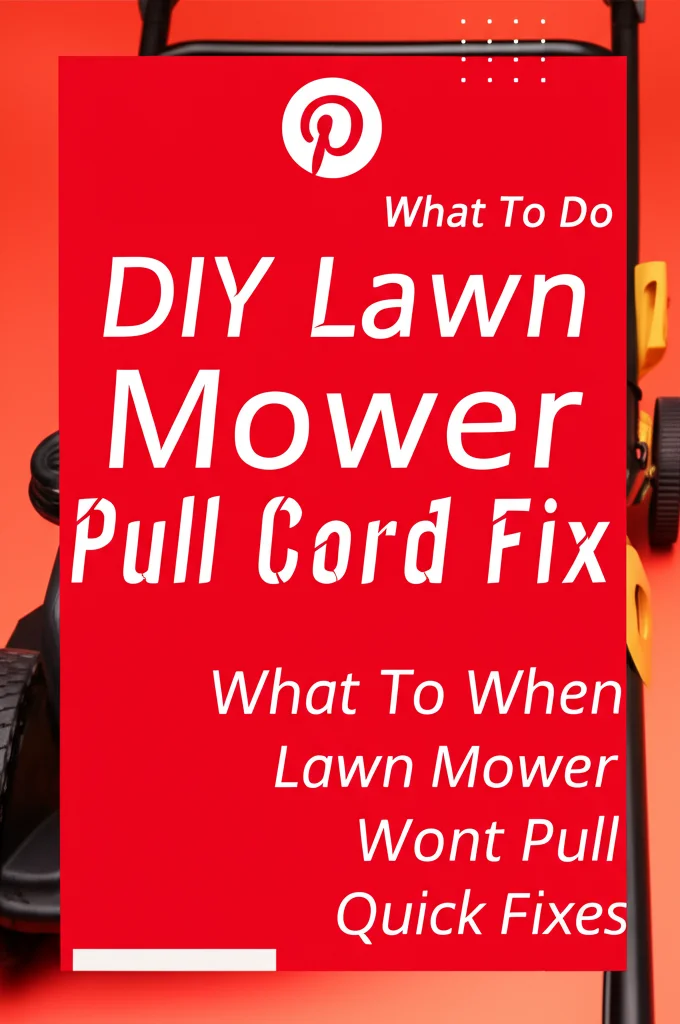 What To Do
DIY Lawn
Mower
Pull Cord Fix
What To When
Lawn Mower
Wont Pull
Quick Fixes